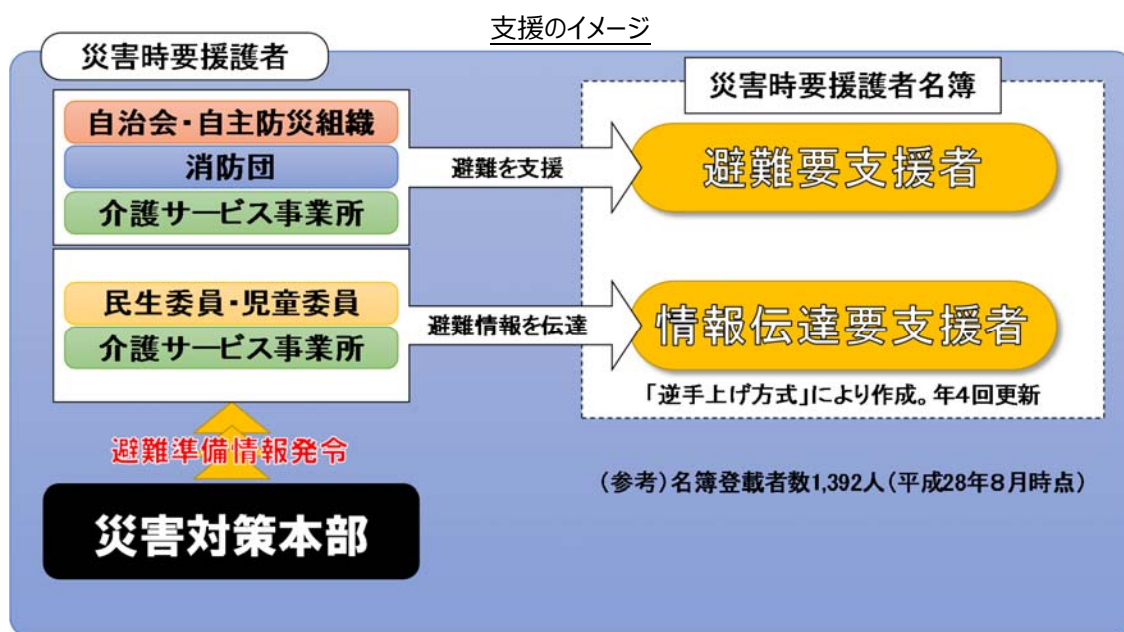 支援のイメージ
災害時要援護者
自治会・自主防災組織
消防団
介護サービス事業所
避難を支援
民生委員・児童委員
介護サービス事業所
避難情報を伝達
災害時要援護者名簿
避難要支援者
情報伝達要支援者
「逆手上げ方式」により作成。年4回更新
避難準備情報発令
災害対策本部
（参考）名簿登載者数1,392人（平成28年8月時点）